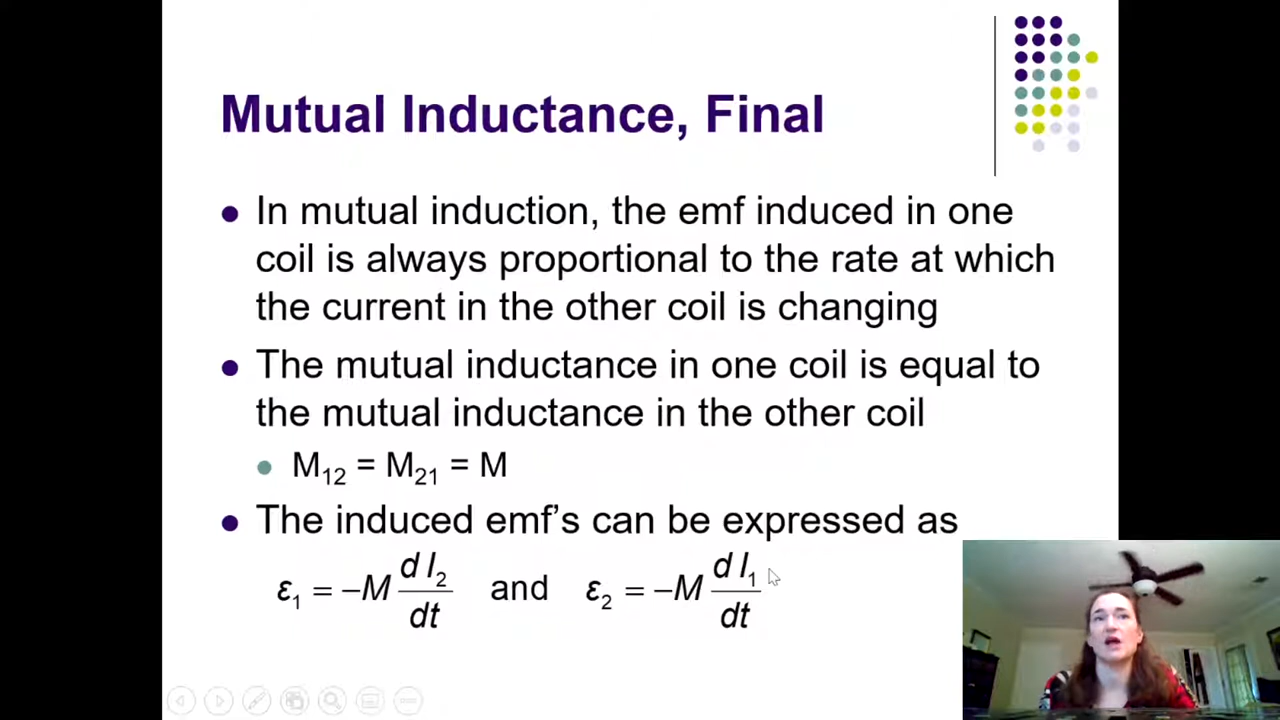 Mutual Inductance, Final
In mutual induction, the emf induced in one
coil is always proportional to the rate at which
the current in the other coil is changing
The mutual inductance in one coil is equal to
the mutual inductance in the other coil
M₁₂ = M₂₁ = M
The induced emf’s can be expressed as
ε₁ = −M d I₂/dt and ε₂ = −M d I₁/dt